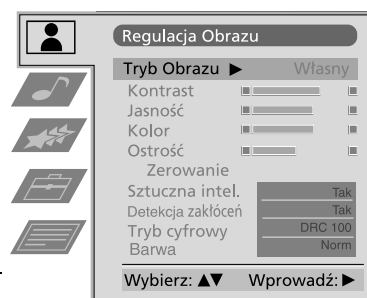 Regulacja Obrazu
Tryb Obrazu ▶ Własny
Kontrast
Jasność
Kolor
Ostrość
Zerowanie
Sztuczna intel. Tak
Detekcja zakłóceń Tak
Tryb cyfrowy DRC 100
Barwa Norm
Wybierz: ▲▼ Wprowadź: ▶